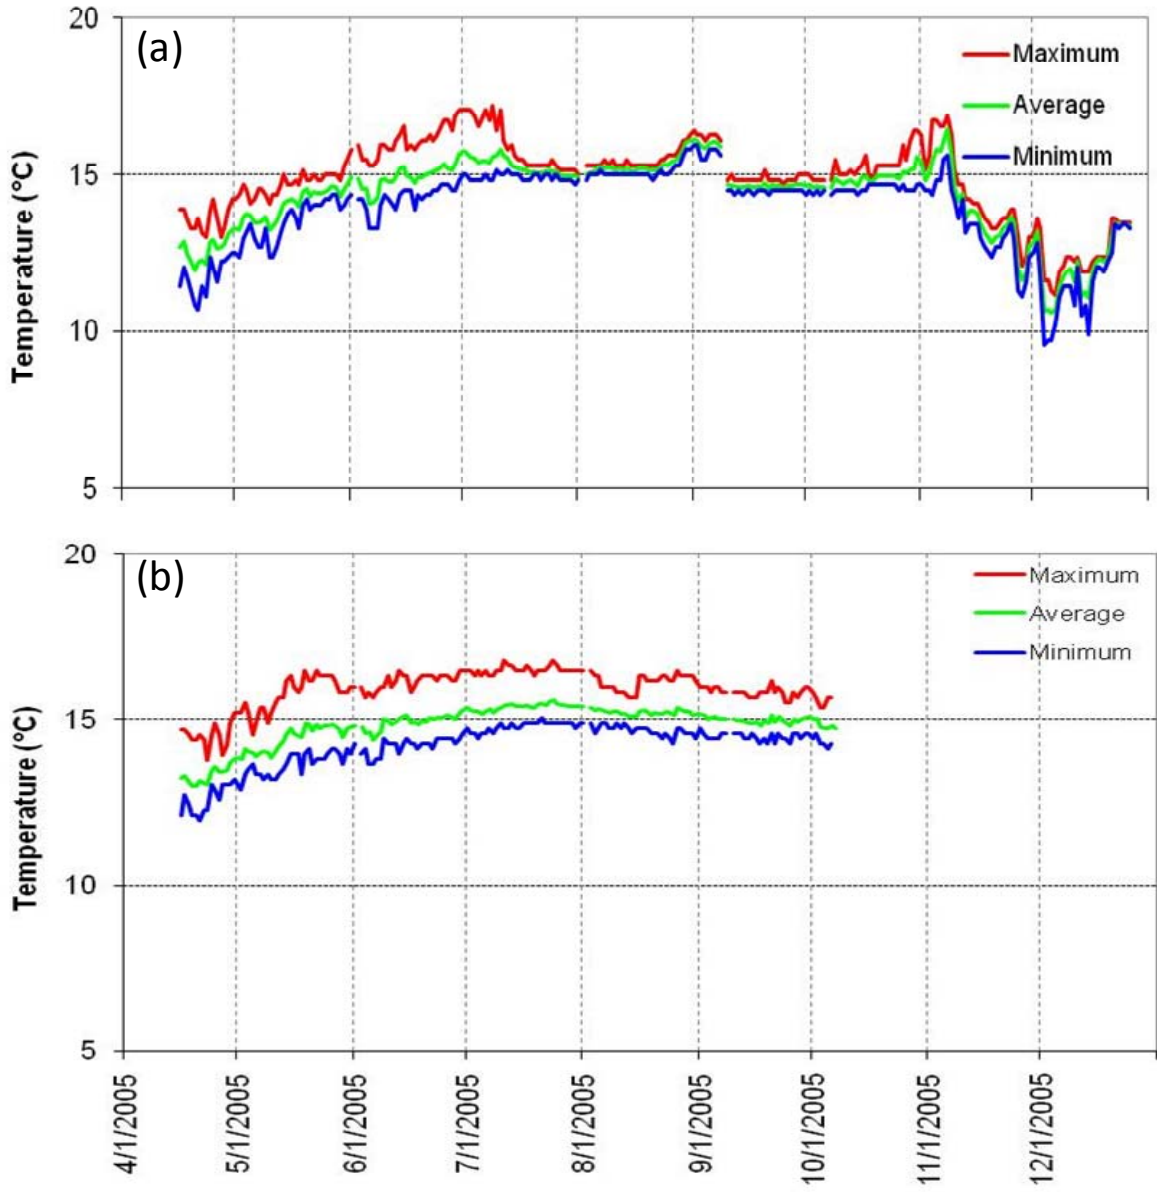 20
(a)
Maximum
Average
Minimum
15
10
5
Temperature (°C)
20
(b)
Maximum
Average
Minimum
15
10
5
Temperature (°C)
4/1/2005
5/1/2005
6/1/2005
7/1/2005
8/1/2005
9/1/2005
10/1/2005
11/1/2005
12/1/2005